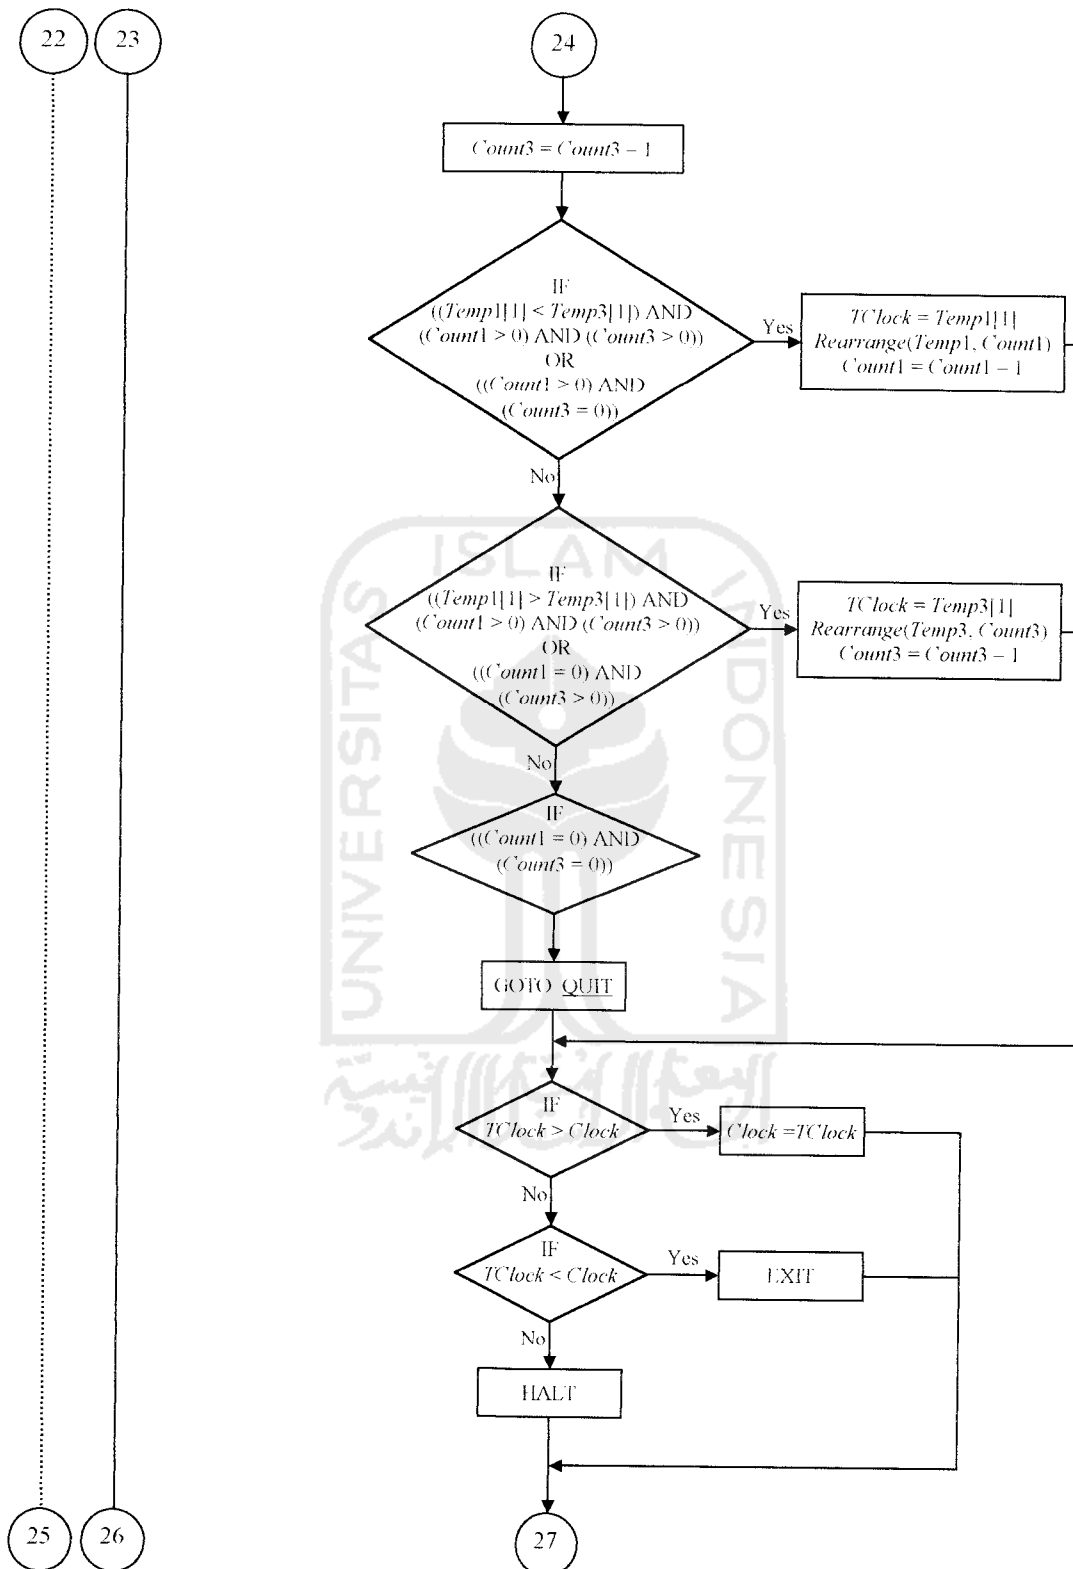 22
23
24
Count3 = Count3 – 1
IF
((Temp1[1] < Temp3[1]) AND
(Count1 > 0) AND (Count3 > 0))
OR
((Count1 > 0) AND
(Count3 = 0))
Yes
TClock = Temp1[1]
Rearrange(Temp1, Count1)
Count1 = Count1 – 1
No
IF
((Temp1[1] > Temp3[1]) AND
(Count1 > 0) AND (Count3 > 0))
OR
((Count1 = 0) AND
(Count3 > 0))
Yes
TClock = Temp3[1]
Rearrange(Temp3, Count3)
Count3 = Count3 – 1
No
IF
((Count1 = 0) AND
(Count3 = 0))
GOTO QUIT
IF
TClock > Clock
Yes
Clock =TClock
No
IF
TClock < Clock
Yes
EXIT
No
HALT
25
26
27
UNIVERSITAS
ISLAM
INDONESIA